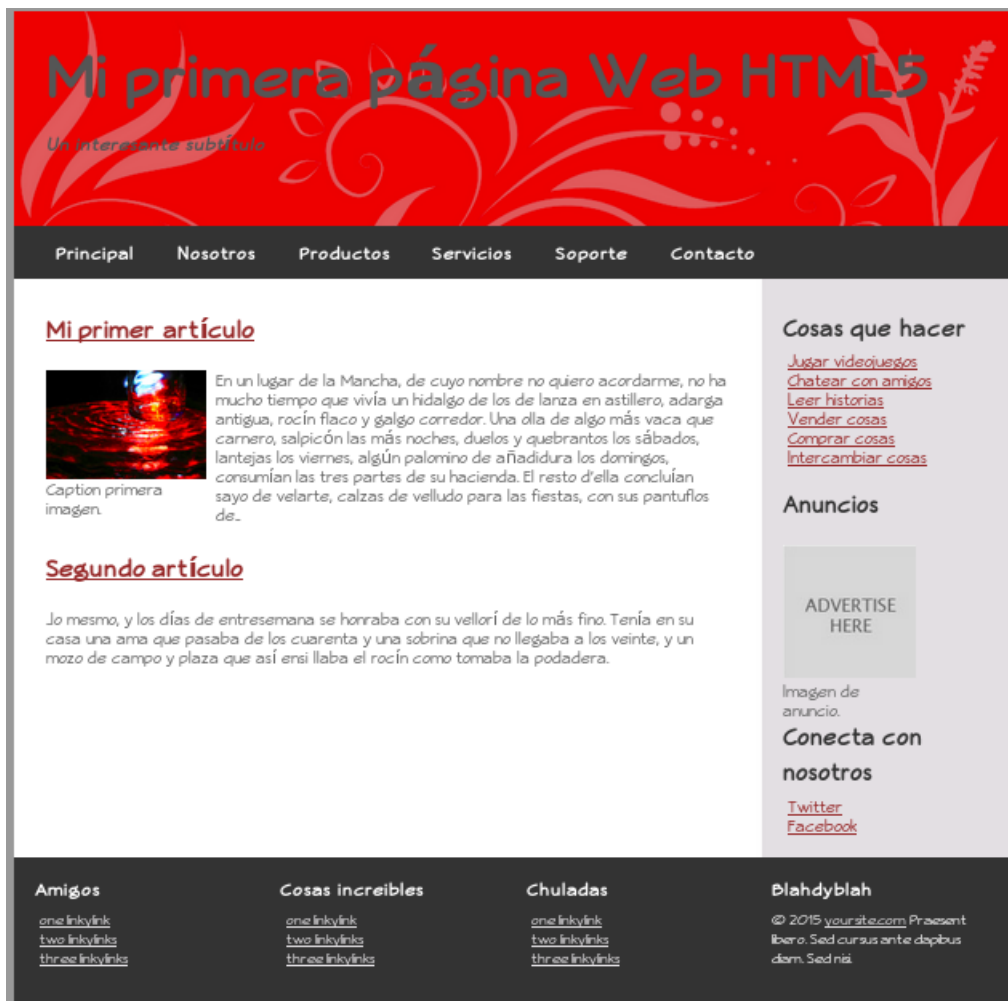 Mi primera página Web HTML5
Un interesante subtítulo
Principal Nosotros Productos Servicios Soporte Contacto
Mi primer artículo
En un lugar de la Mancha, de cuyo nombre no quiero acordarme, no ha
mucho tiempo que vivía un hidalgo de los de lanza en astillero, adarga
antigua, rocín flaco y galgo corredor. Una olla de algo más vaca que
carnero, salpicón las más noches, duelos y quebrantos los sábados,
lantejas los viernes, algún palomino de añadidura los domingos,
consumían las tres partes de su hacienda. El resto d'ella concluían
sayo de velarte, calzas de velludo para las fiestas, con sus pantuflos
de...
Caption primera
imagen.
Segundo artículo
..lo mesmo, y los días de entresemana se honraba con su vellorí de lo más fino. Tenía en su
casa una ama que pasaba de los cuarenta y una sobrina que no llegaba a los veinte, y un
mozo de campo y plaza que así ensi llaba el rocín como tomaba la podadera.
Cosas que hacer
Jugar videojuegos
Chatear con amigos
Leer historias
Vender cosas
Comprar cosas
Intercambiar cosas
Anuncios
ADVERTISE
HERE
Imagen de
anuncio.
Conecta con
nosotros
Twitter
Facebook
Amigos
one linkylink
two linkylinks
three linkylinks
Cosas increibles
one linkylink
two linkylinks
three linkylinks
Chuladas
one linkylink
two linkylinks
three linkylinks
Blahdyblah
© 2015 yoursite.com Praesent
libero. Sed cursus ante dapibus
diam. Sed nisi.